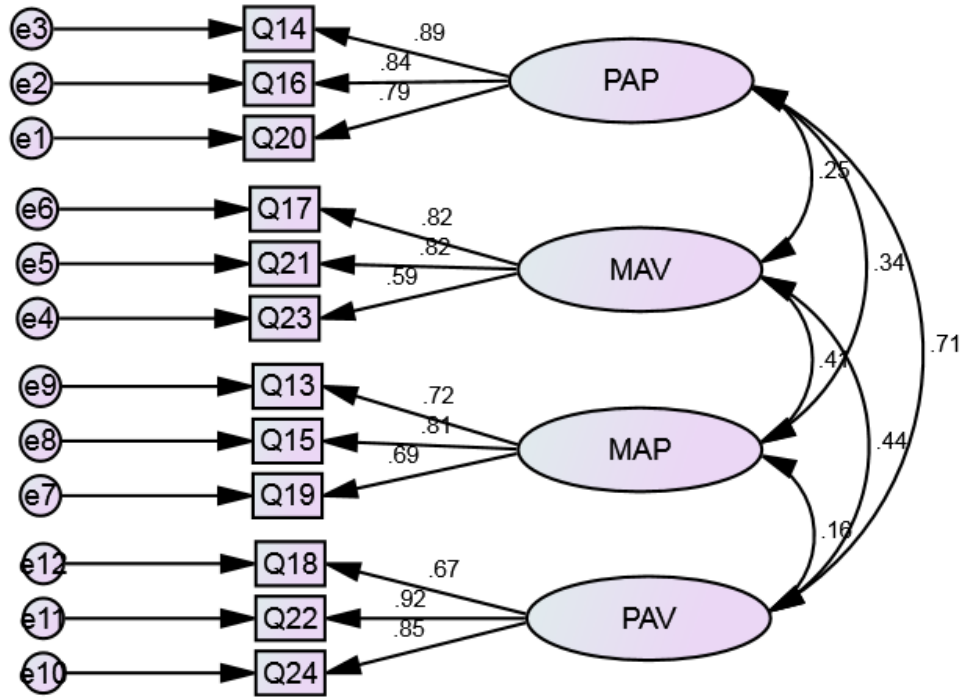 e3 Q14 .89
.84
e2 Q16 PAP
.79
e1 Q20
.25
e6 Q17 .82
.82
e5 Q21 MAV .34
.59
e4 Q23
.71
.41
e9 Q13 .72
.81
e8 Q15 MAP .44
.69
e7 Q19
.16
e12 Q18 .67
.92
e11 Q22 PAV
.85
e10 Q24